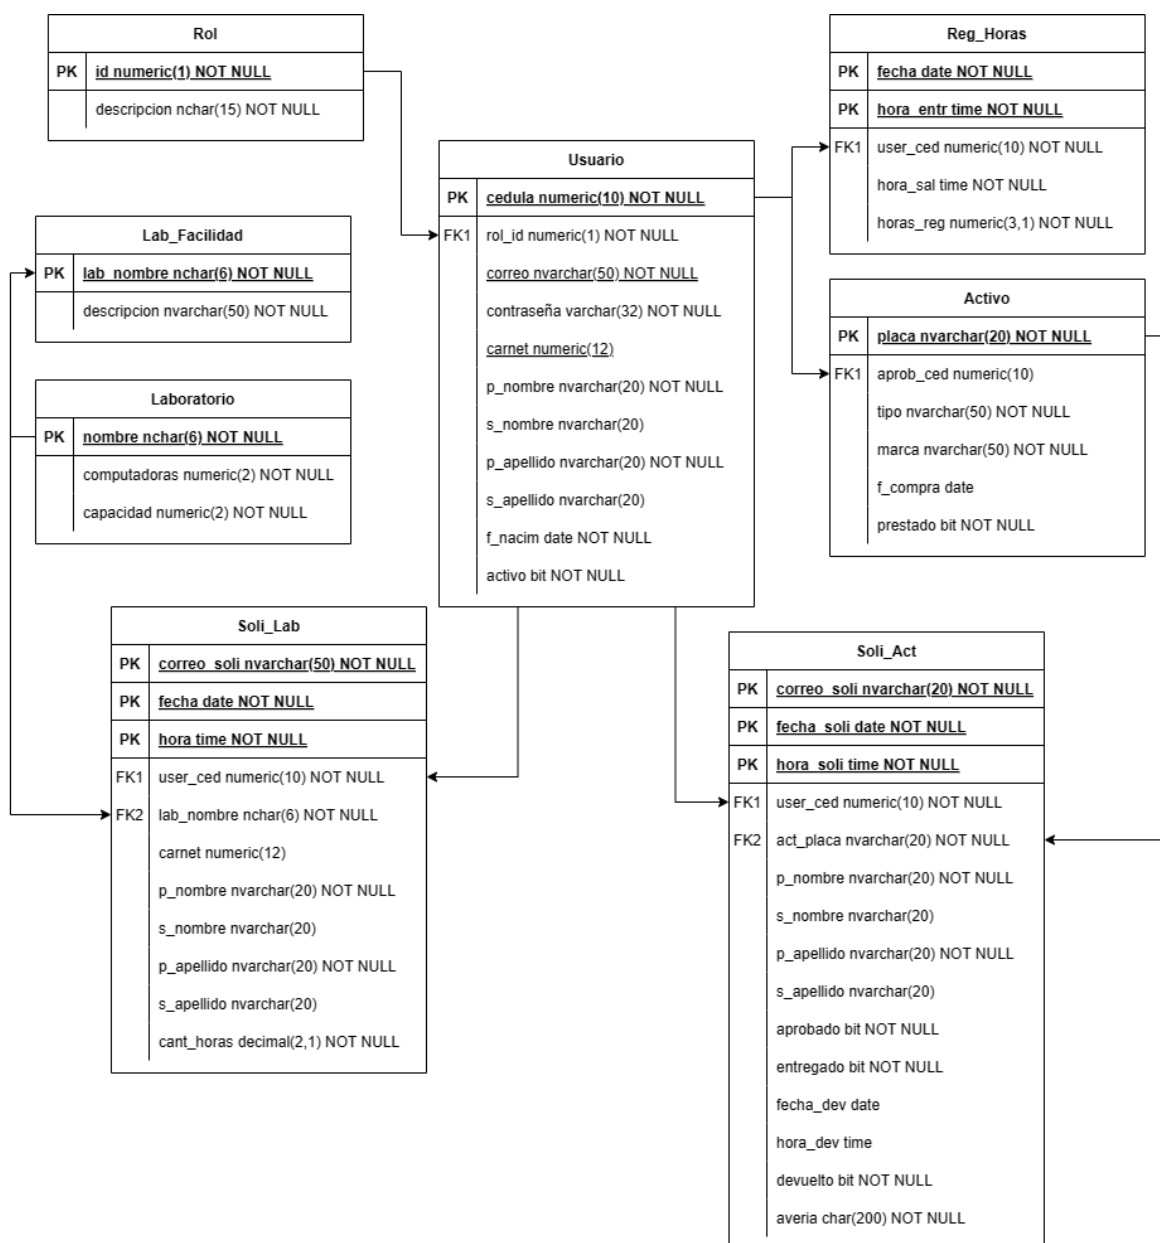 Rol
PK id numeric(1) NOT NULL
descripcion nchar(15) NOT NULL
Lab_Facilidad
PK lab_nombre nchar(6) NOT NULL
descripcion nvarchar(50) NOT NULL
Laboratorio
PK nombre nchar(6) NOT NULL
computadoras numeric(2) NOT NULL
capacidad numeric(2) NOT NULL
Usuario
PK cedula numeric(10) NOT NULL
FK1 rol_id numeric(1) NOT NULL
correo nvarchar(50) NOT NULL
contraseña varchar(32) NOT NULL
carnet numeric(12)
p_nombre nvarchar(20) NOT NULL
s_nombre nvarchar(20)
p_apellido nvarchar(20) NOT NULL
s_apellido nvarchar(20)
f_nacim date NOT NULL
activo bit NOT NULL
Reg_Horas
PK fecha date NOT NULL
PK hora_entr time NOT NULL
FK1 user_ced numeric(10) NOT NULL
hora_sal time NOT NULL
horas_reg numeric(3,1) NOT NULL
Activo
PK placa nvarchar(20) NOT NULL
FK1 aprob_ced numeric(10)
tipo nvarchar(50) NOT NULL
marca nvarchar(50) NOT NULL
f_compra date
prestado bit NOT NULL
Soli_Lab
PK correo_soli nvarchar(50) NOT NULL
PK fecha date NOT NULL
PK hora time NOT NULL
FK1 user_ced numeric(10) NOT NULL
FK2 lab_nombre nchar(6) NOT NULL
carnet numeric(12)
p_nombre nvarchar(20) NOT NULL
s_nombre nvarchar(20)
p_apellido nvarchar(20) NOT NULL
s_apellido nvarchar(20)
cant_horas decimal(2,1) NOT NULL
Soli_Act
PK correo_soli nvarchar(20) NOT NULL
PK fecha_soli date NOT NULL
PK hora_soli time NOT NULL
FK1 user_ced numeric(10) NOT NULL
FK2 act_placa nvarchar(20) NOT NULL
p_nombre nvarchar(20) NOT NULL
s_nombre nvarchar(20)
p_apellido nvarchar(20) NOT NULL
s_apellido nvarchar(20)
aprobado bit NOT NULL
entregado bit NOT NULL
fecha_dev date
hora_dev time
devuelto bit NOT NULL
averia char(200) NOT NULL